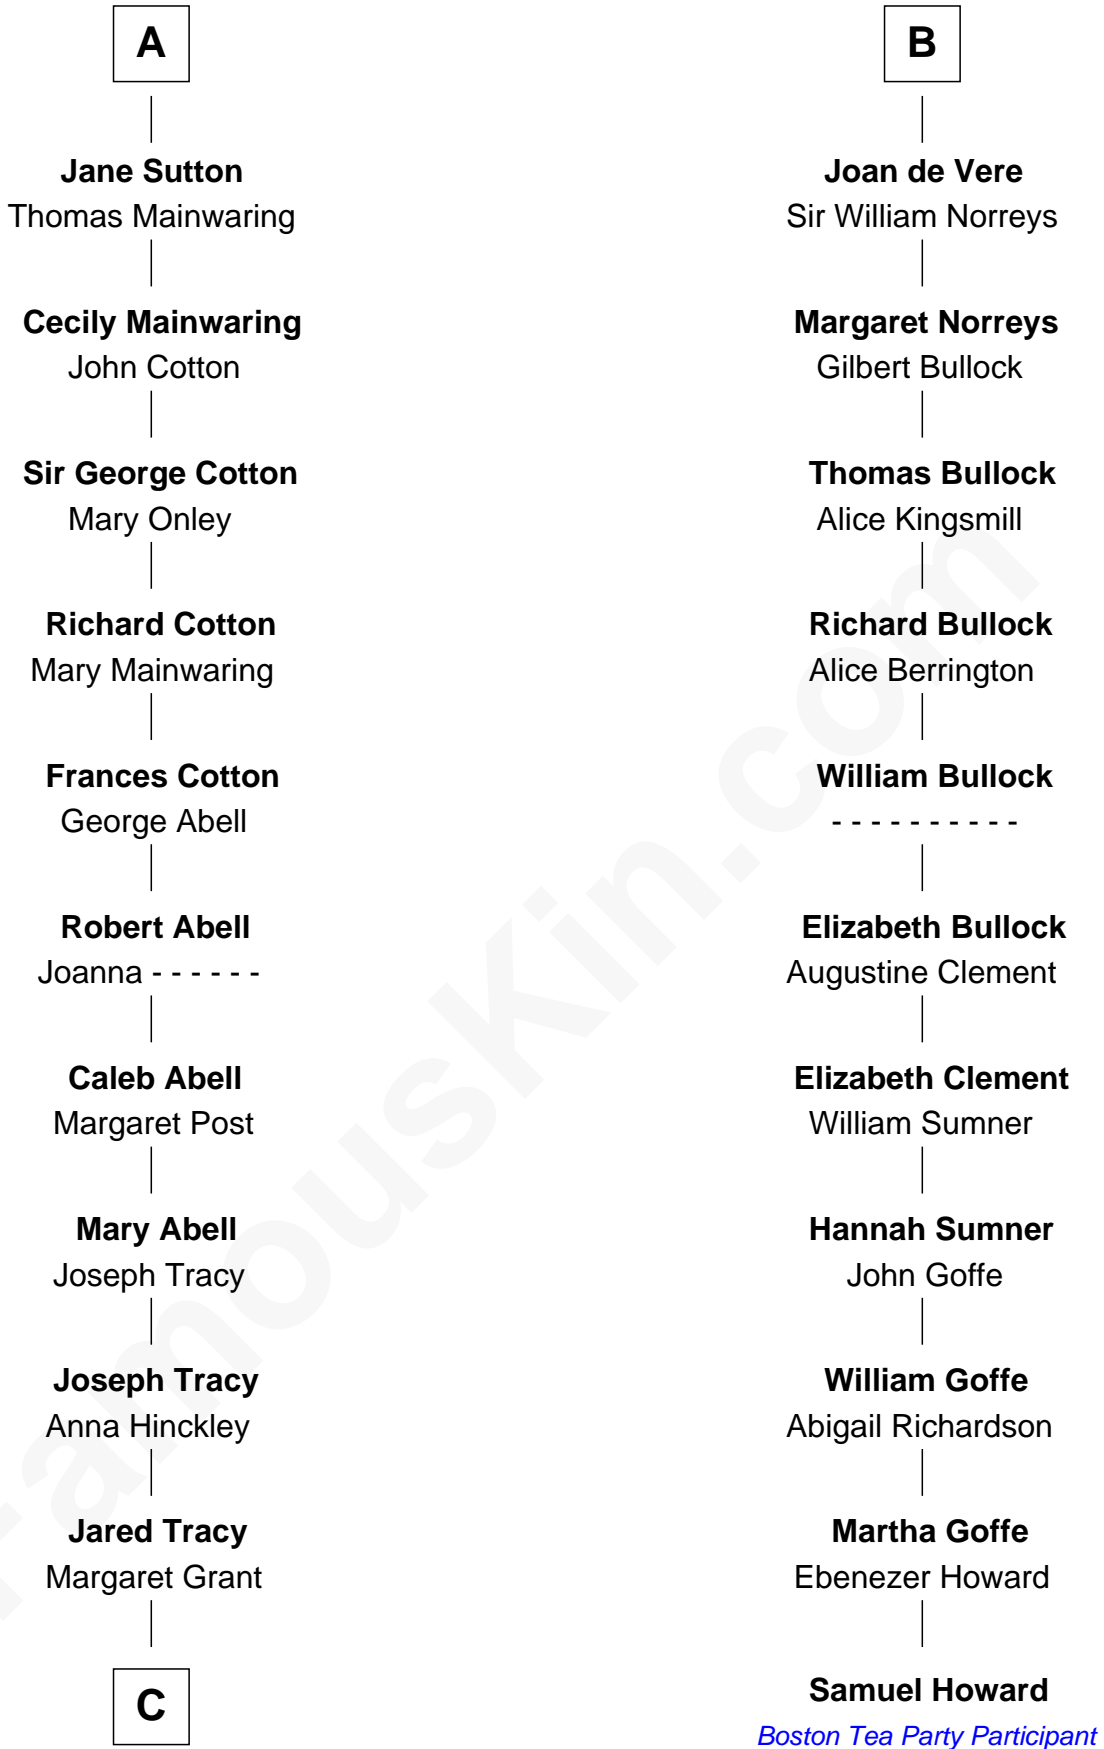 A
Jane Sutton
Thomas Mainwaring
Cecily Mainwaring
John Cotton
Sir George Cotton
Mary Onley
Richard Cotton
Mary Mainwaring
Frances Cotton
George Abell
Robert Abell
Joanna - - - - - -
Caleb Abell
Margaret Post
Mary Abell
Joseph Tracy
Joseph Tracy
Anna Hinckley
Jared Tracy
Margaret Grant
C
B
Joan de Vere
Sir William Norreys
Margaret Norreys
Gilbert Bullock
Thomas Bullock
Alice Kingsmill
Richard Bullock
Alice Berrington
William Bullock
- - - - - - - - - -
Elizabeth Bullock
Augustine Clement
Elizabeth Clement
William Sumner
Hannah Sumner
John Goffe
William Goffe
Abigail Richardson
Martha Goffe
Ebenezer Howard
Samuel Howard
Boston Tea Party Participant
FamousKin.com